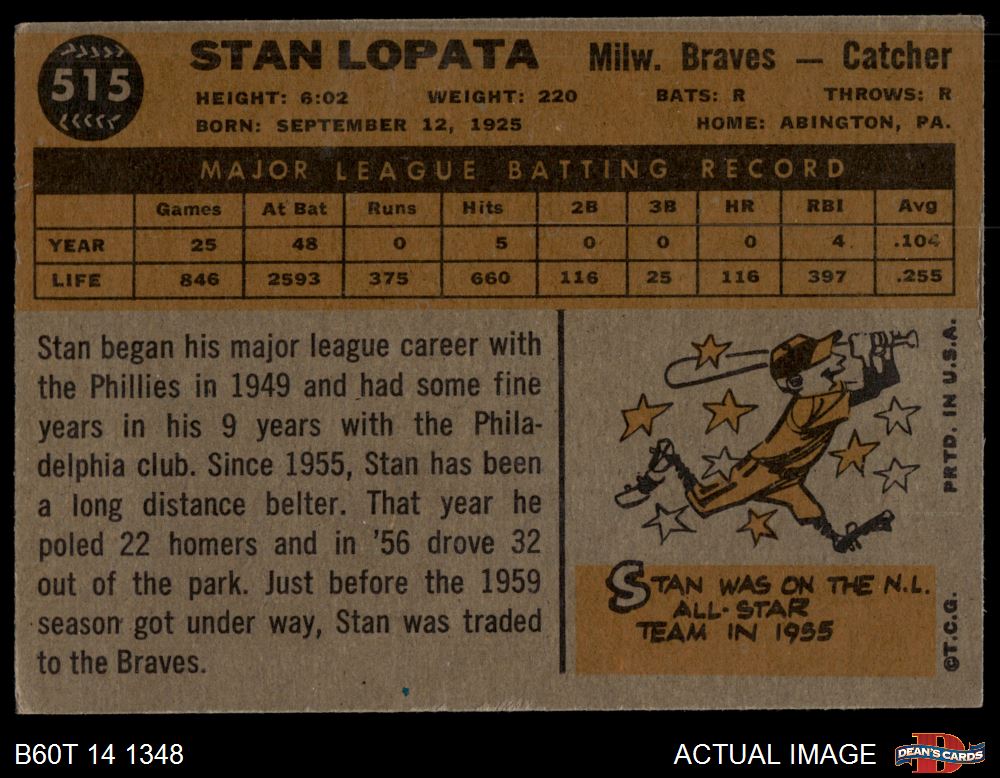 515
STAN LOPATA Milw. Braves — Catcher
HEIGHT: 6:02 WEIGHT: 220 BATS: R THROWS: R
BORN: SEPTEMBER 12, 1925 HOME: ABINGTON, PA.
MAJOR LEAGUE BATTING RECORD
Games At Bat Runs Hits 2B 3B HR RBI Avg
YEAR 25 48 0 5 0 0 0 4 .104
LIFE 846 2593 375 660 116 25 116 397 .255
Stan began his major league career with
the Phillies in 1949 and had some fine
years in his 9 years with the Phila-
delphia club. Since 1955, Stan has been
a long distance belter. That year he
poled 22 homers and in '56 drove 32
out of the park. Just before the 1959
season got under way, Stan was traded
to the Braves.
STAN WAS ON THE N.L.
ALL-STAR
TEAM IN 1955
©T.C.G. PRTD. IN U.S.A.
B60T 14 1348 ACTUAL IMAGE
DEAN'S CARDS